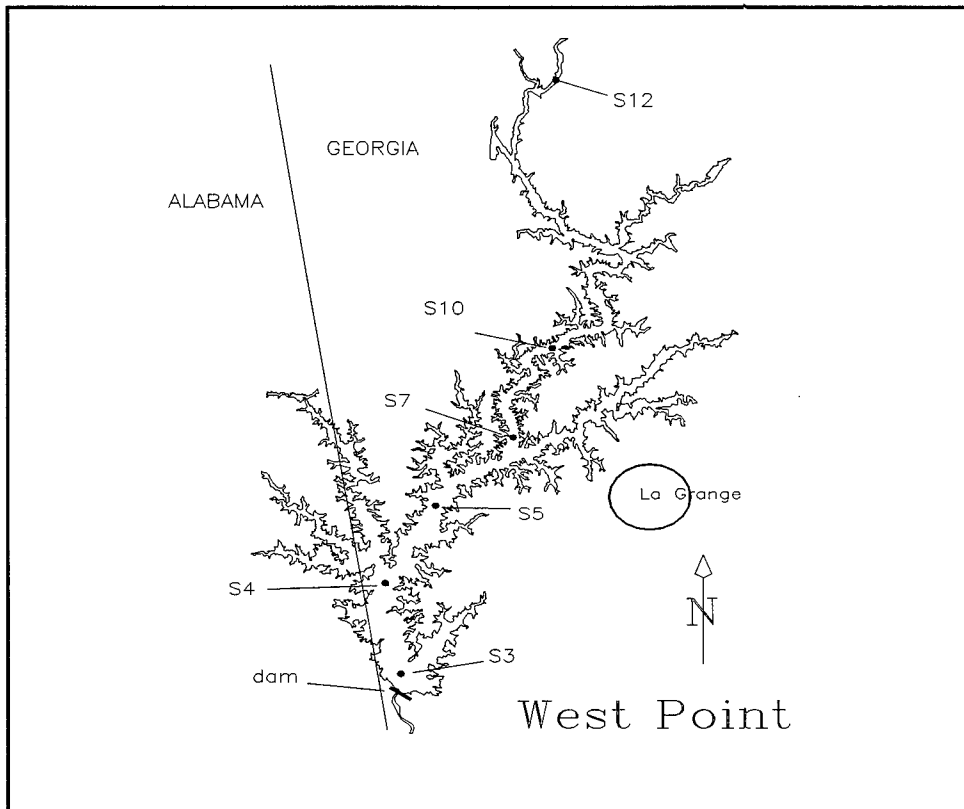 S12
GEORGIA
ALABAMA
S10
S7
La Grange
S5
S4
N
S3
dam
West Point